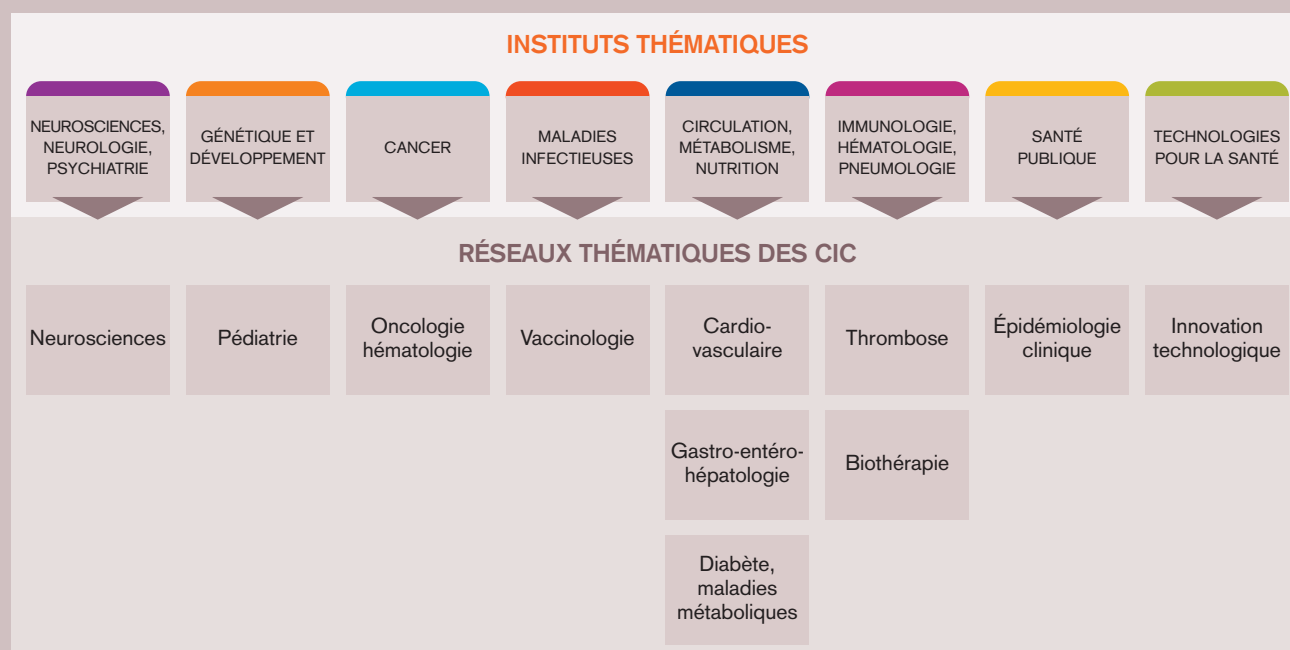 INSTITUTS THÉMATIQUES
NEUROSCIENCES,
NEUROLOGIE,
PSYCHIATRIE
GÉNÉTIQUE ET
DÉVELOPPEMENT
CANCER
MALADIES
INFECTIEUSES
CIRCULATION,
MÉTABOLISME,
NUTRITION
IMMUNOLOGIE,
HÉMATOLOGIE,
PNEUMOLOGIE
SANTÉ
PUBLIQUE
TECHNOLOGIES
POUR LA SANTÉ
RÉSEAUX THÉMATIQUES DES CIC
Neurosciences
Pédiatrie
Oncologie
hématologie
Vaccinologie
Cardio-
vasculaire
Thrombose
Épidémiologie
clinique
Innovation
technologique
Gastro-entéro-
hépatologie
Biothérapie
Diabète,
maladies
métaboliques